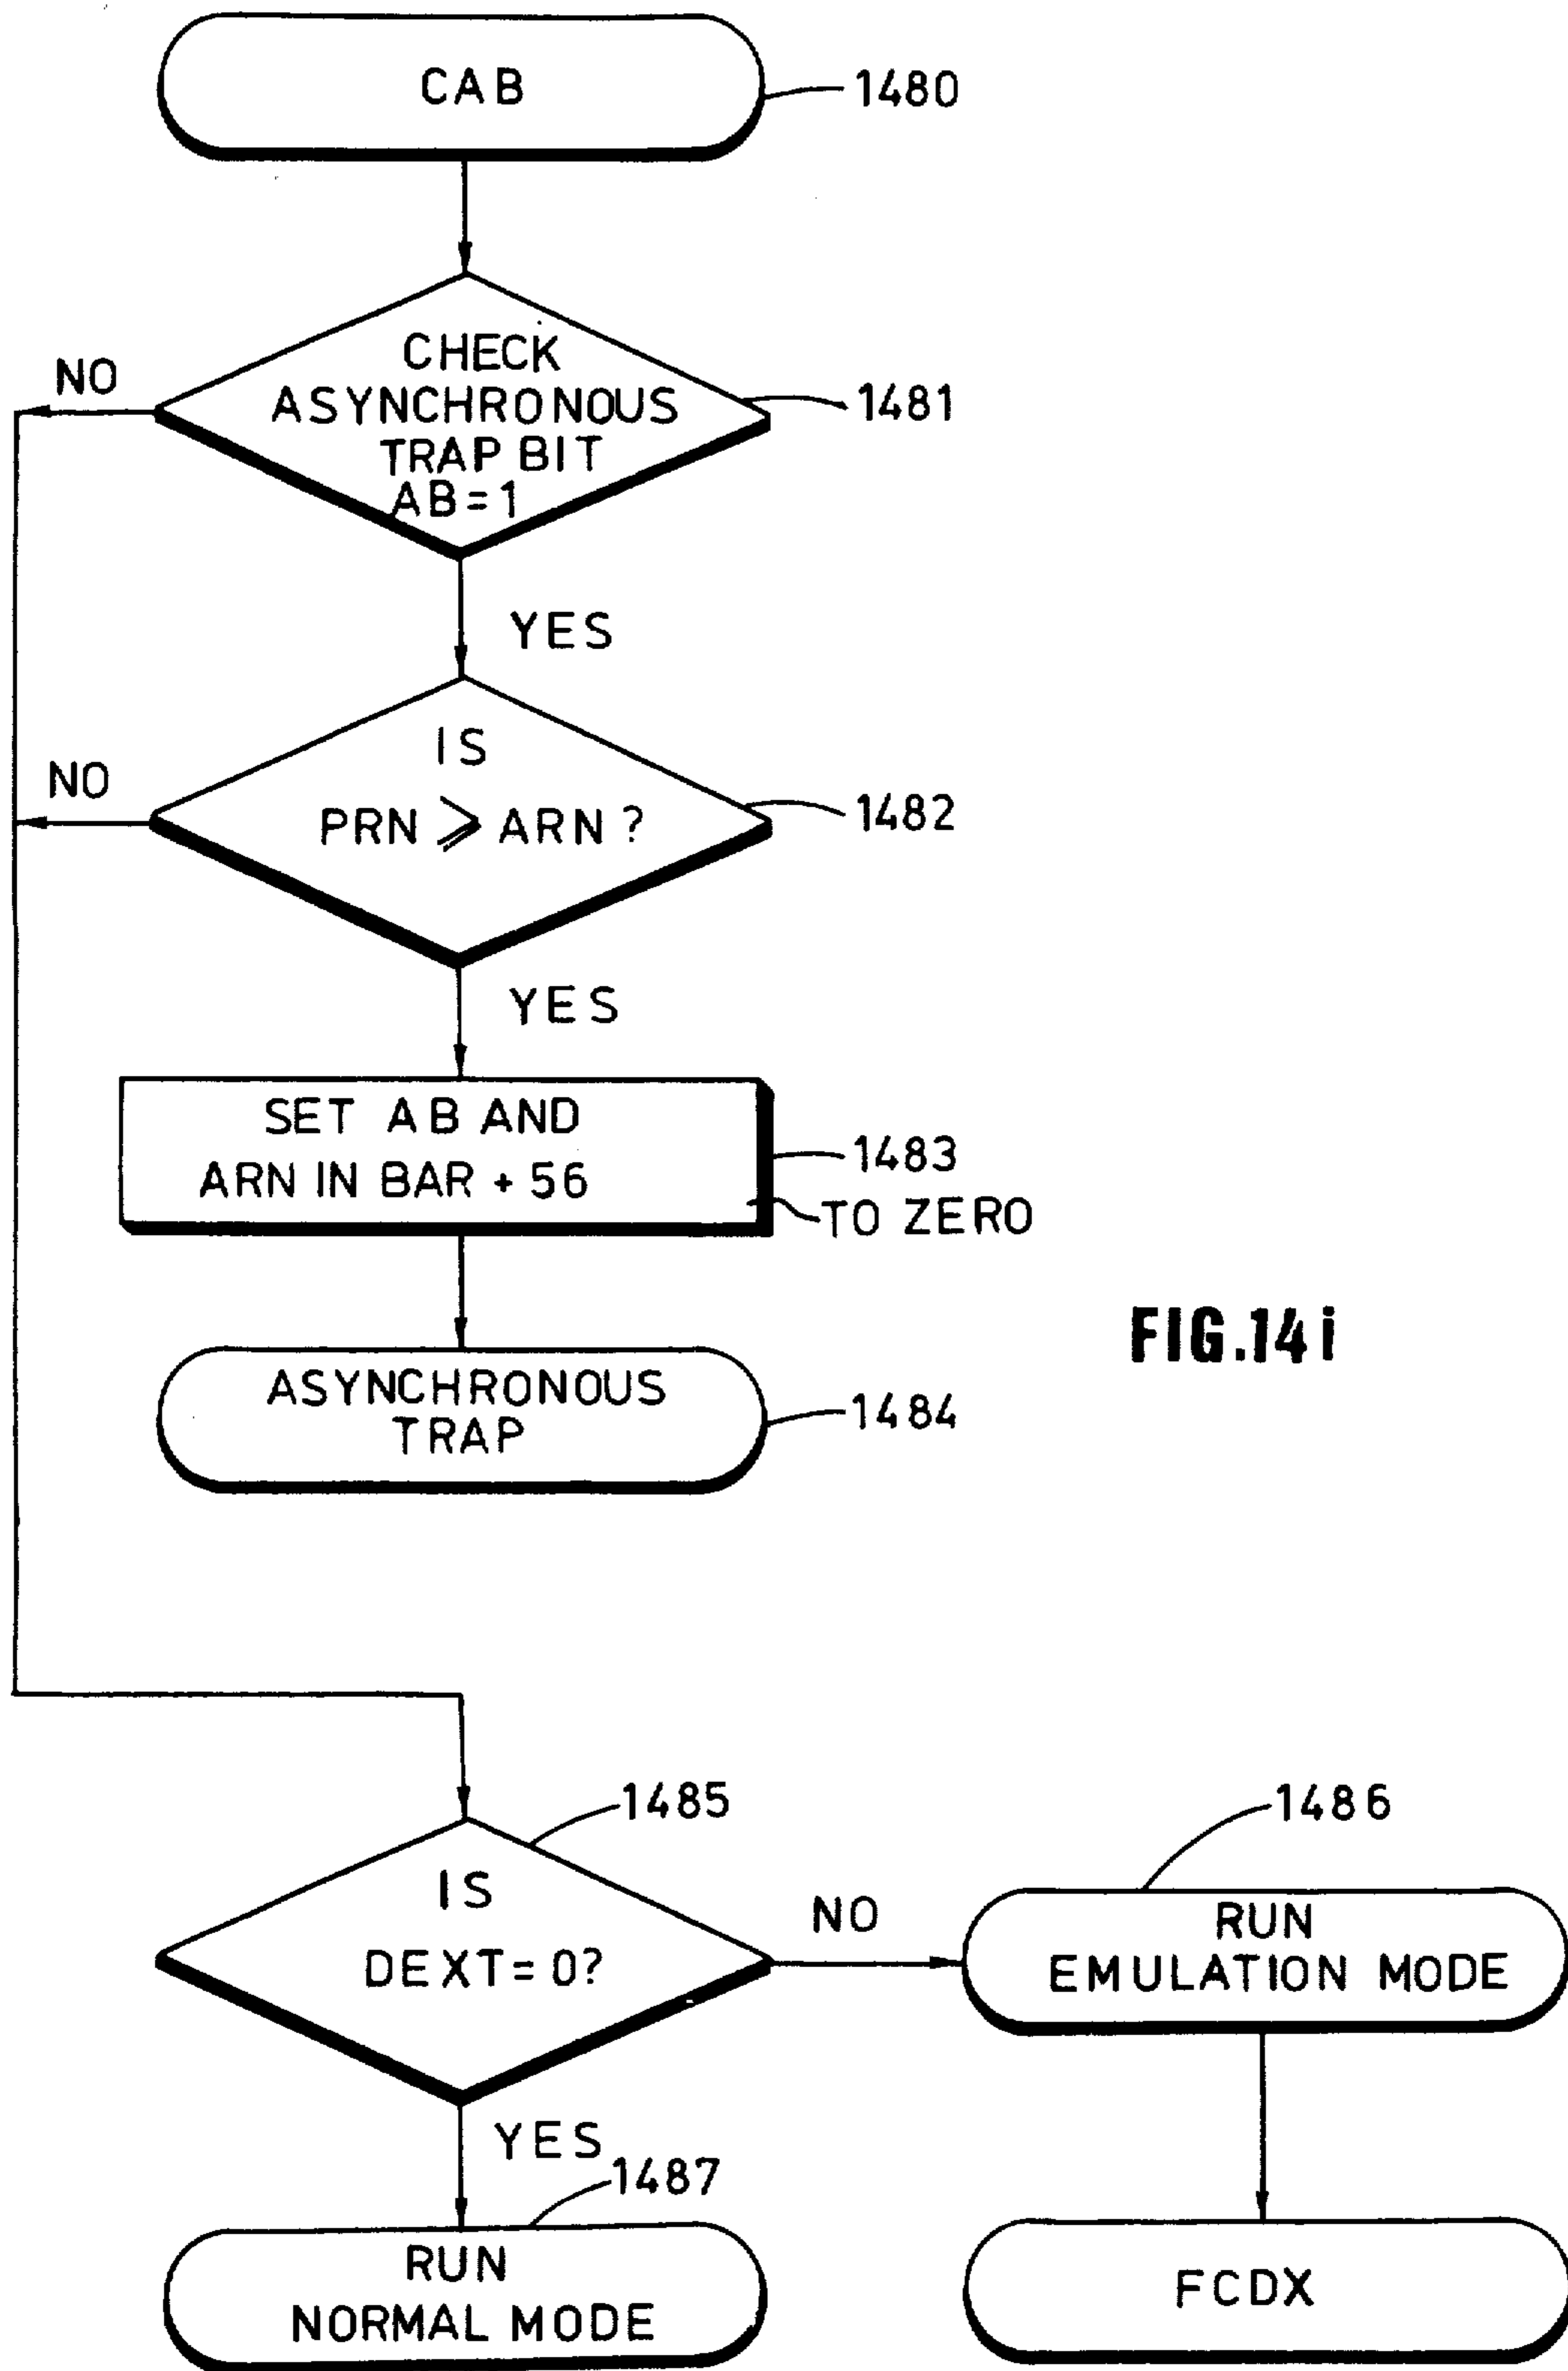 CAB
1480
CHECK
ASYNCHRONOUS
TRAP BIT
AB=1
1481
NO
YES
IS
PRN ⩾ ARN ?
1482
NO
YES
SET AB AND
ARN IN BAR + 56
1483
TO ZERO
ASYNCHRONOUS
TRAP
1484
FIG.14i
IS
DEXT=0?
1485
NO
1486
RUN
EMULATION MODE
YES
1487
RUN
NORMAL MODE
FCDX